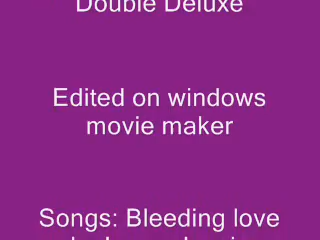 Double Deluxe
Edited on windows
movie maker
Songs: Bleeding love